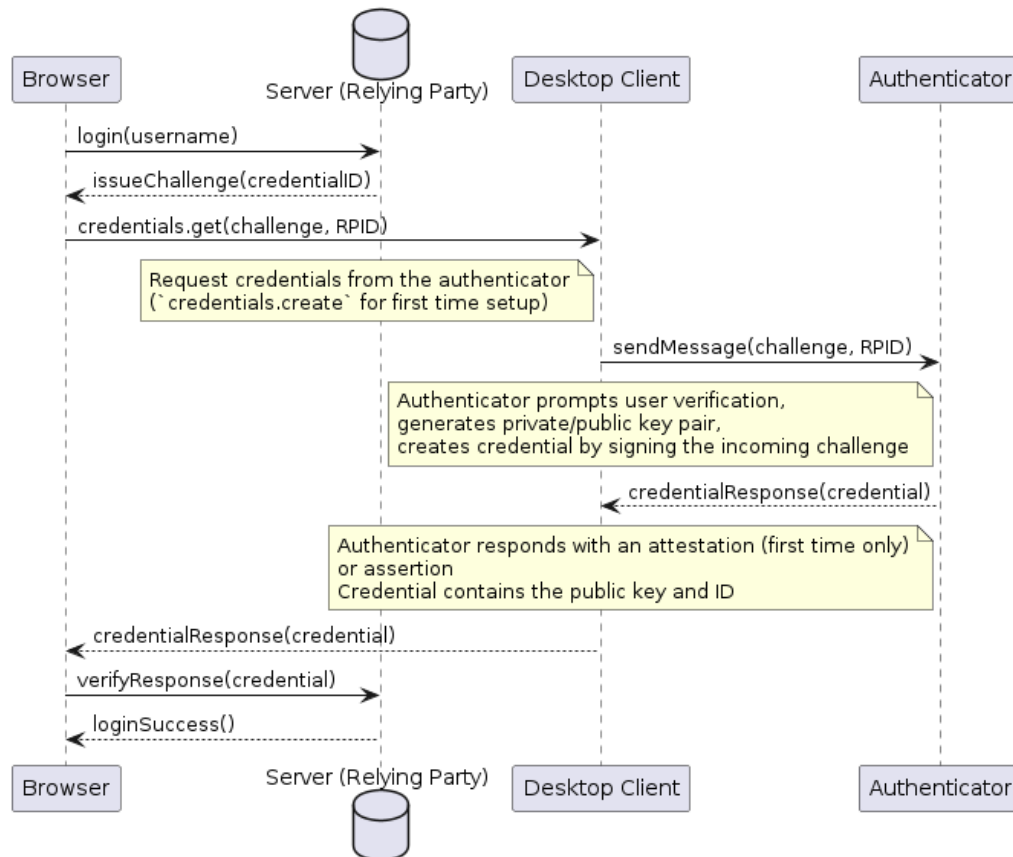 Browser
Server (Relying Party)
Desktop Client
Authenticator
login(username)
issueChallenge(credentialID)
credentials.get(challenge, RPID)
Request credentials from the authenticator
(`credentials.create` for first time setup)
sendMessage(challenge, RPID)
Authenticator prompts user verification,
generates private/public key pair,
creates credential by signing the incoming challenge
credentialResponse(credential)
Authenticator responds with an attestation (first time only)
or assertion
Credential contains the public key and ID
credentialResponse(credential)
verifyResponse(credential)
loginSuccess()
Browser
Server (Relying Party)
Desktop Client
Authenticator